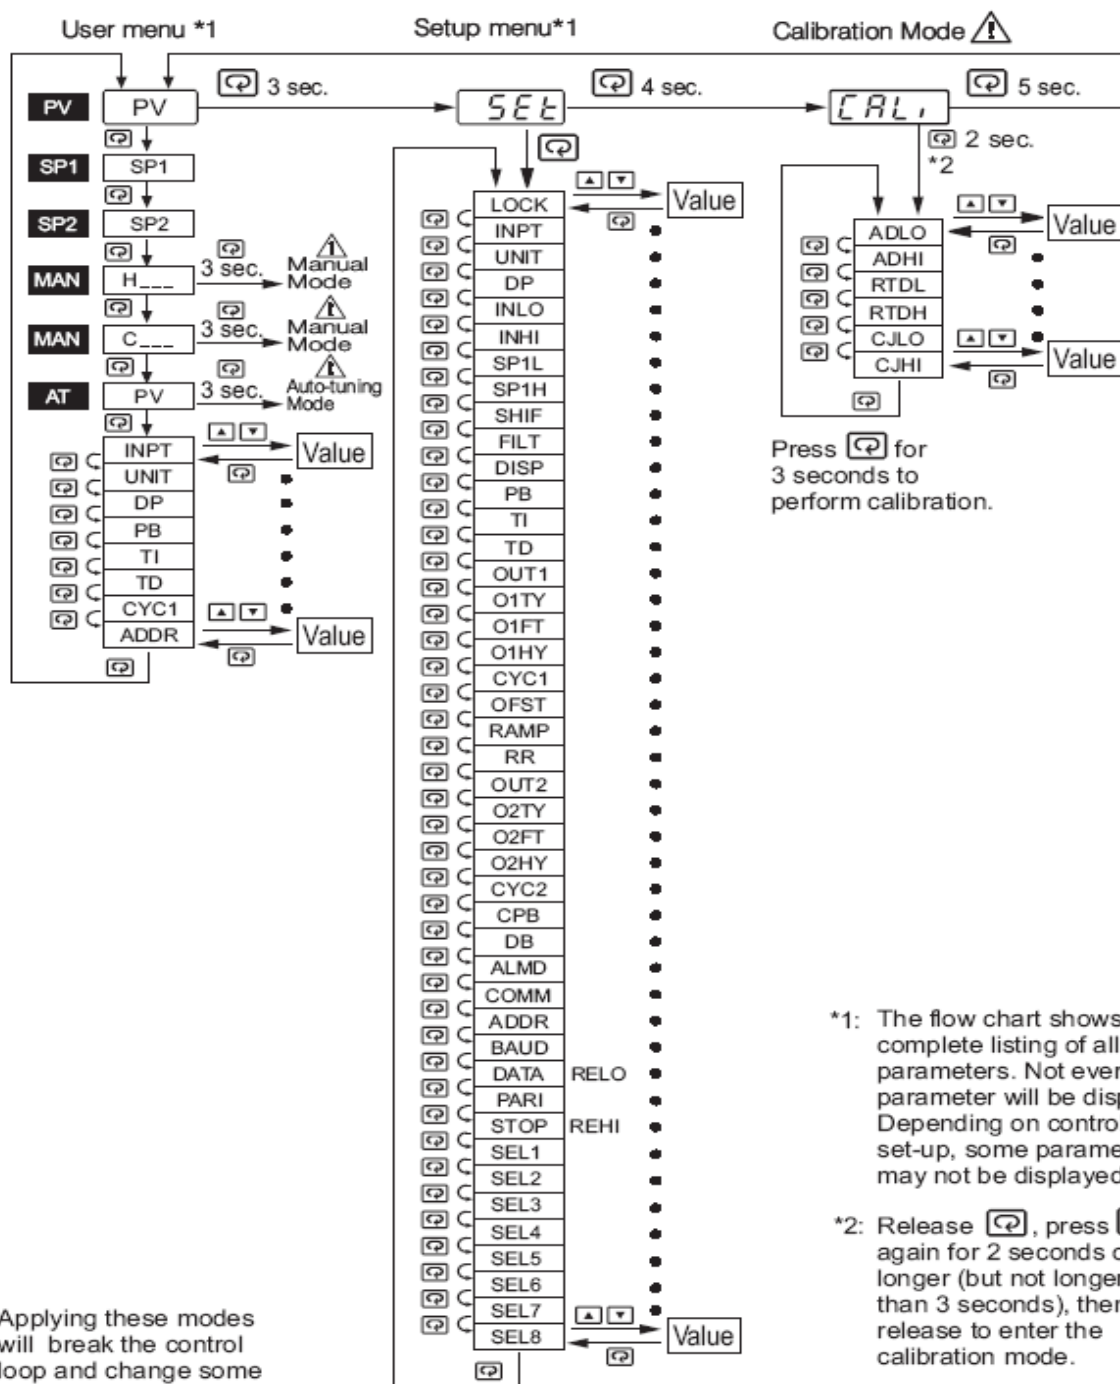 User menu *1
Setup menu*1
Calibration Mode
PV
PV
3 sec.
SEt
4 sec.
CALi
5 sec.
2 sec.
*2
SP1
SP1
SP2
SP2
MAN
H___
3 sec.
Manual
Mode
MAN
C___
3 sec.
Manual
Mode
AT
PV
3 sec.
Auto-tuning
Mode
INPT
Value
UNIT
DP
PB
TI
TD
CYC1
ADDR
Value
LOCK
Value
INPT
UNIT
DP
INLO
INHI
SP1L
SP1H
SHIF
FILT
DISP
PB
TI
TD
OUT1
O1TY
O1FT
O1HY
CYC1
OFST
RAMP
RR
OUT2
O2TY
O2FT
O2HY
CYC2
CPB
DB
ALMD
COMM
ADDR
BAUD
DATA RELO
PARI
STOP REHI
SEL1
SEL2
SEL3
SEL4
SEL5
SEL6
SEL7
SEL8
Value
ADLO
Value
ADHI
RTDL
RTDH
CJLO
CJHI
Value
Press for
3 seconds to
perform calibration.
*1: The flow chart shows
complete listing of all
parameters. Not ever
parameter will be disp
Depending on contro
set-up, some parame
may not be displayed
*2: Release , press
again for 2 seconds o
longer (but not longer
than 3 seconds), then
release to enter the
calibration mode.
Applying these modes
will break the control
loop and change some